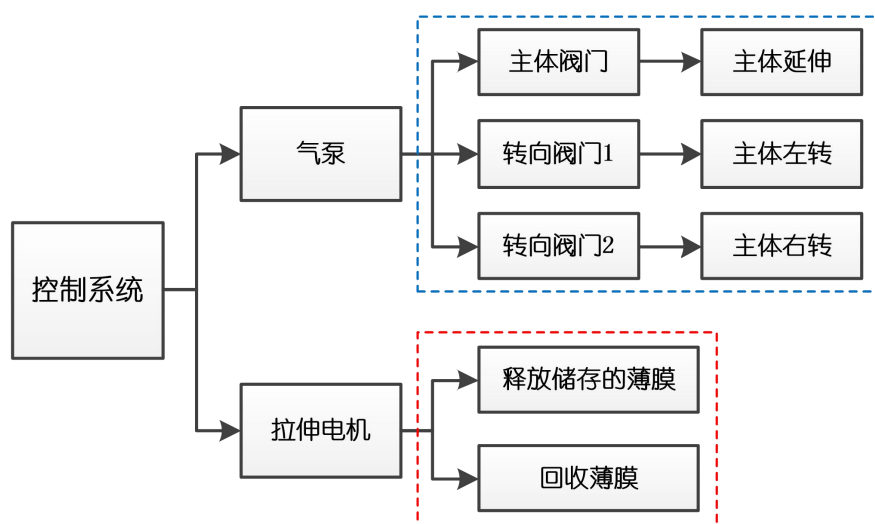 主体阀门
主体延伸
气泵
转向阀门1
主体左转
转向阀门2
主体右转
控制系统
拉伸电机
释放储存的薄膜
回收薄膜